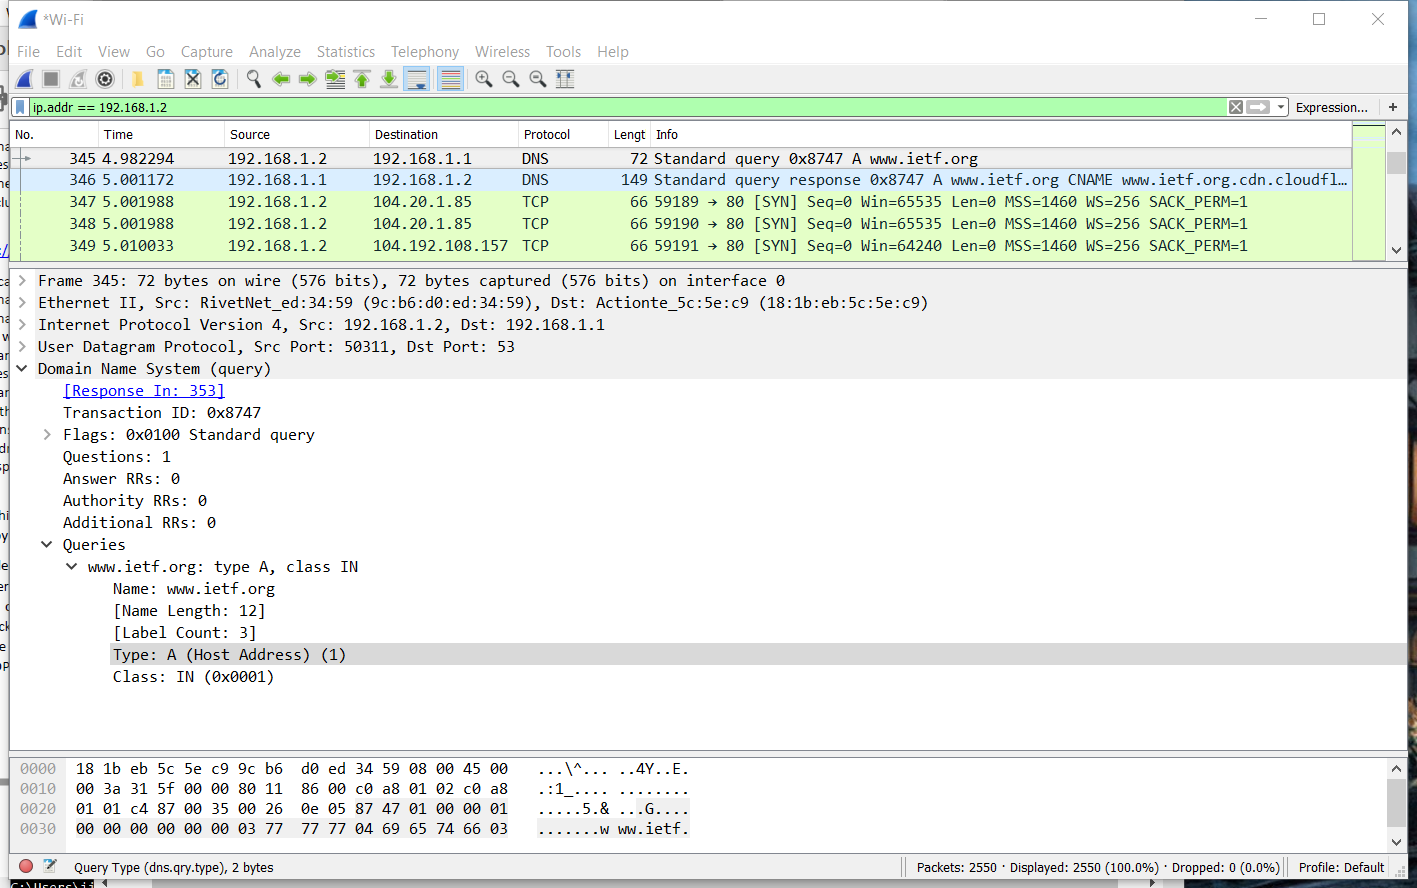 *Wi-Fi
File Edit View Go Capture Analyze Statistics Telephony Wireless Tools Help
ip.addr == 192.168.1.2 Expression... +
No. Time Source Destination Protocol Lengt Info
345 4.982294 192.168.1.2 192.168.1.1 DNS 72 Standard query 0x8747 A www.ietf.org
346 5.001172 192.168.1.1 192.168.1.2 DNS 149 Standard query response 0x8747 A www.ietf.org CNAME www.ietf.org.cdn.cloudfl…
347 5.001988 192.168.1.2 104.20.1.85 TCP 66 59189 → 80 [SYN] Seq=0 Win=65535 Len=0 MSS=1460 WS=256 SACK_PERM=1
348 5.001988 192.168.1.2 104.20.1.85 TCP 66 59190 → 80 [SYN] Seq=0 Win=65535 Len=0 MSS=1460 WS=256 SACK_PERM=1
349 5.010033 192.168.1.2 104.192.108.157 TCP 66 59191 → 80 [SYN] Seq=0 Win=64240 Len=0 MSS=1460 WS=256 SACK_PERM=1
Frame 345: 72 bytes on wire (576 bits), 72 bytes captured (576 bits) on interface 0
Ethernet II, Src: RivetNet_ed:34:59 (9c:b6:d0:ed:34:59), Dst: Actionte_5c:5e:c9 (18:1b:eb:5c:5e:c9)
Internet Protocol Version 4, Src: 192.168.1.2, Dst: 192.168.1.1
User Datagram Protocol, Src Port: 50311, Dst Port: 53
Domain Name System (query)
[Response In: 353]
Transaction ID: 0x8747
Flags: 0x0100 Standard query
Questions: 1
Answer RRs: 0
Authority RRs: 0
Additional RRs: 0
Queries
www.ietf.org: type A, class IN
Name: www.ietf.org
[Name Length: 12]
[Label Count: 3]
Type: A (Host Address) (1)
Class: IN (0x0001)
0000 18 1b eb 5c 5e c9 9c b6 d0 ed 34 59 08 00 45 00 ...\^... ..4Y..E.
0010 00 3a 31 5f 00 00 80 11 86 00 c0 a8 01 02 c0 a8 .:1_.... ........
0020 01 01 c4 87 00 35 00 26 0e 05 87 47 01 00 00 01 .....5.& ...G....
0030 00 00 00 00 00 00 03 77 77 77 04 69 65 74 66 03 .......w ww.ietf.
Query Type (dns.qry.type), 2 bytes Packets: 2550 · Displayed: 2550 (100.0%) · Dropped: 0 (0.0%) Profile: Default